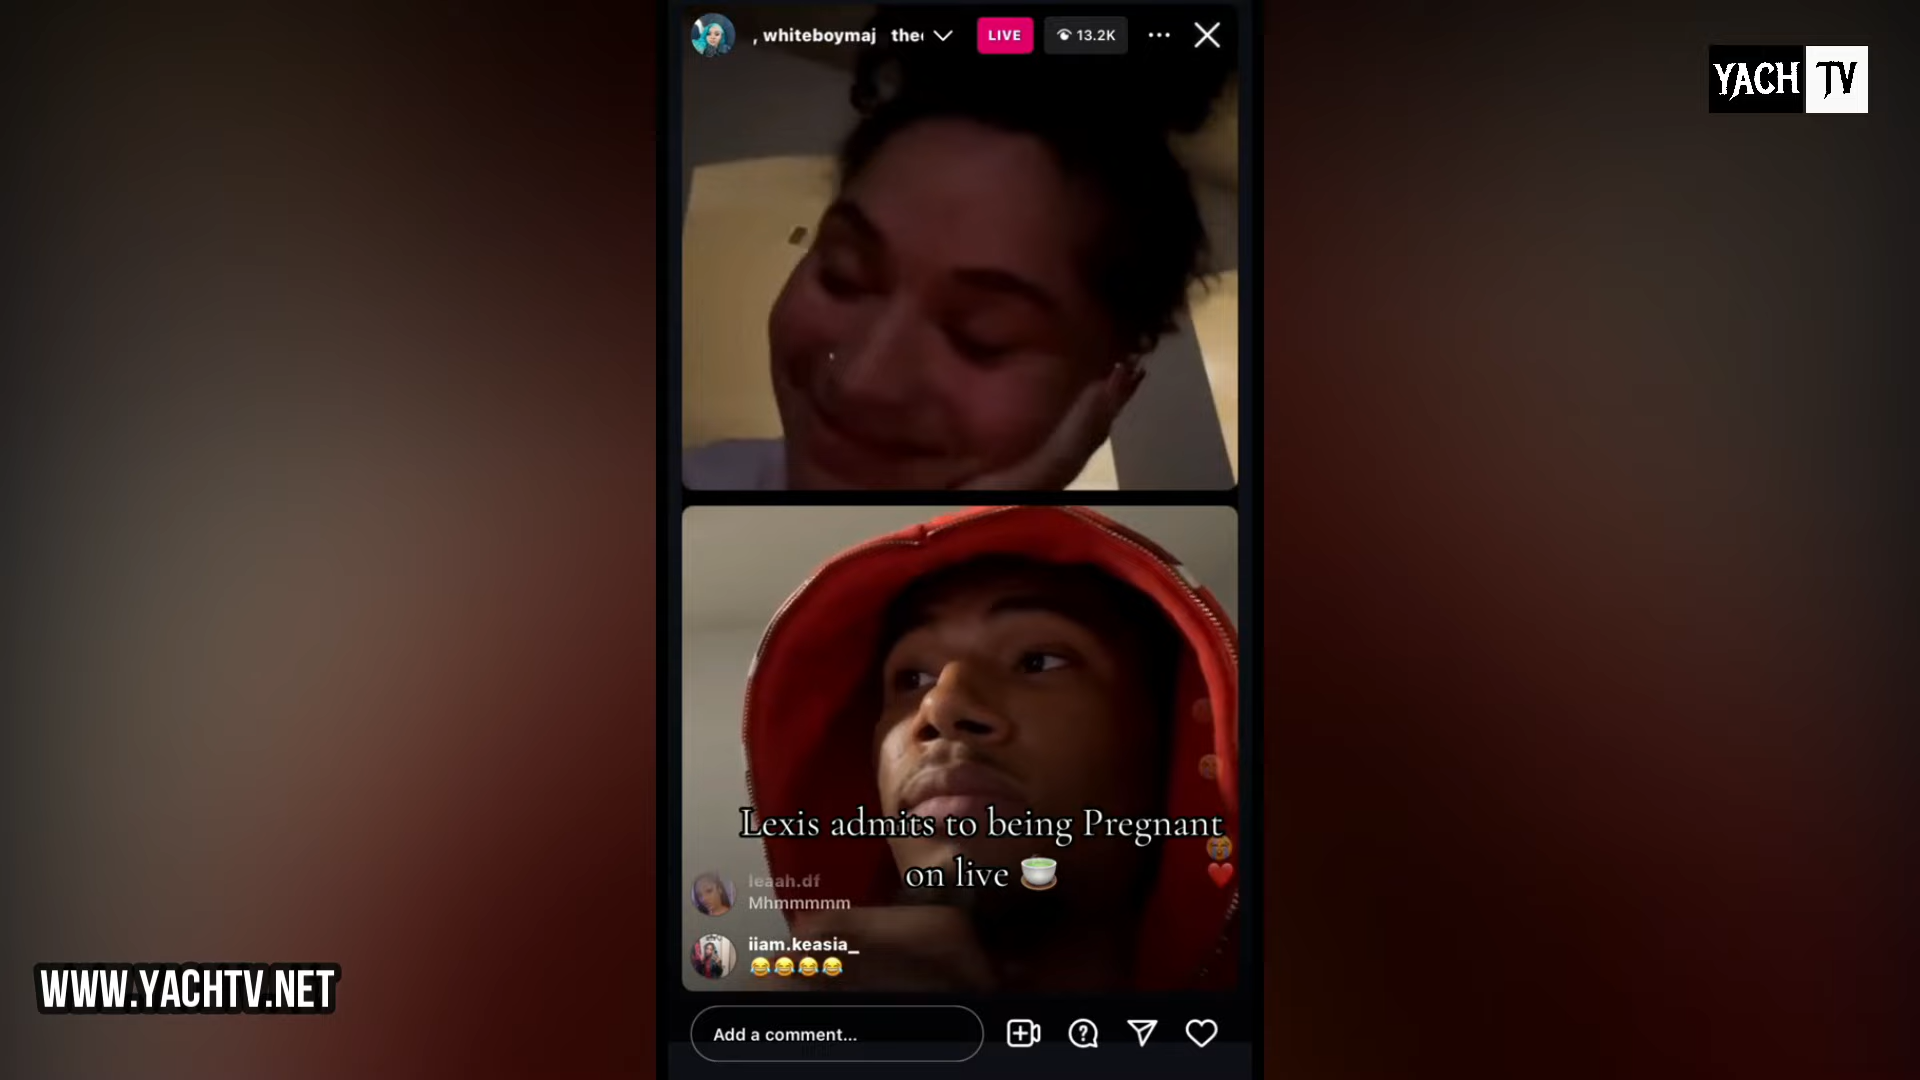 , whiteboymaj theo
LIVE
13.2K
YACH TV
Lexis admits to being Pregnant
on live 🍵
leaah.df
Mhmmmmm
iiam.keasia_
😂😂😂😂
WWW.YACHTV.NET
Add a comment...